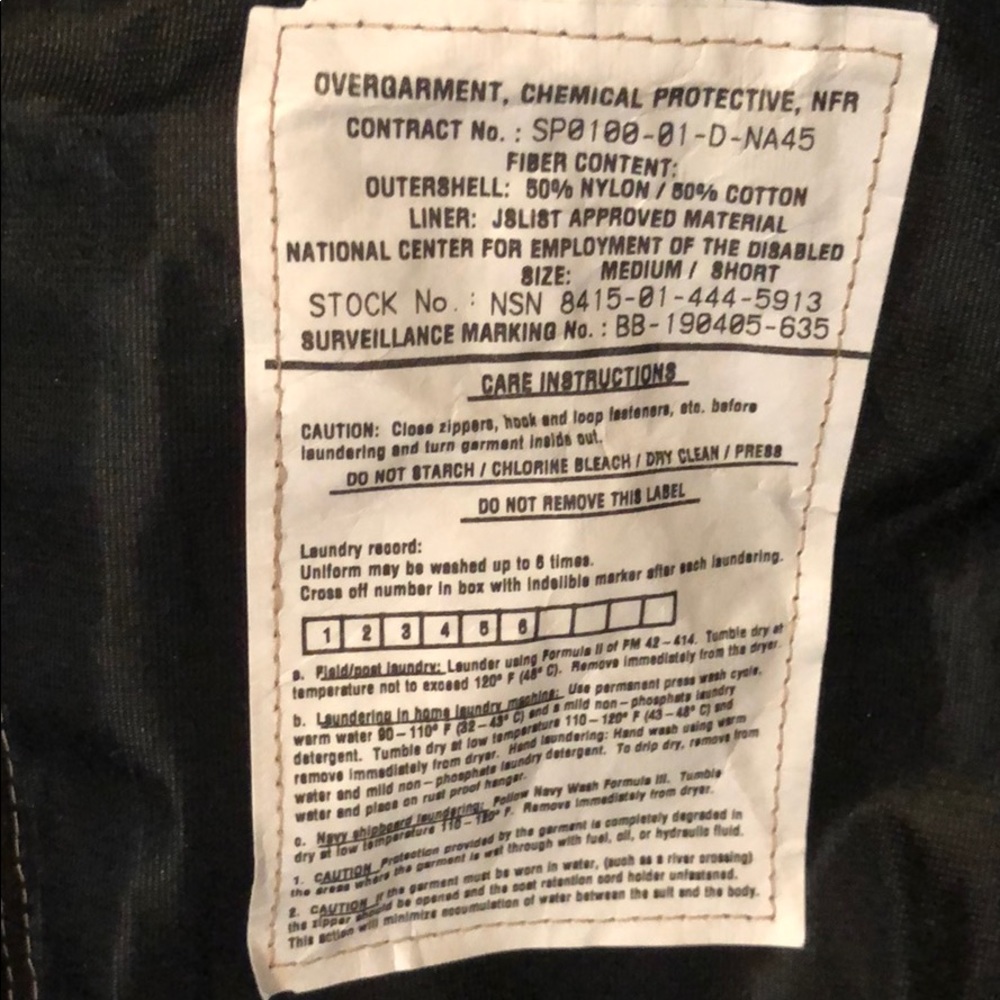 OVERGARMENT, CHEMICAL PROTECTIVE, NFR
CONTRACT No. : SP0100-01-D-NA45
FIBER CONTENT:
OUTERSHELL: 50% NYLON / 50% COTTON
LINER: JSLIST APPROVED MATERIAL
NATIONAL CENTER FOR EMPLOYMENT OF THE DISABLED
SIZE: MEDIUM / SHORT
STOCK No. : NSN 8415-01-444-5913
SURVEILLANCE MARKING No. : BB-190405-635
CARE INSTRUCTIONS
CAUTION: Close zippers, hook and loop fasteners, etc. before
laundering and turn garment inside out.
DO NOT STARCH / CHLORINE BLEACH / DRY CLEAN / PRESS
DO NOT REMOVE THIS LABEL
Laundry record:
Uniform may be washed up to 6 times.
Cross off number in box with indelible marker after each laundering.
1 2 3 4 5 6
a. Field/post laundry: Launder using Formula II of FM 42-414. Tumble dry at
temperature not to exceed 120° F (48° C). Remove immediately from the dryer.
b. Laundering in home laundry machine: Use permanent press wash cycle,
warm water 90-110° F (32-43° C) and a mild non-phosphate laundry
detergent. Tumble dry at low temperature 110-120° F (43-48° C) and
remove immediately from dryer. Hand laundering: Hand wash using warm
water and mild non-phosphate laundry detergent. To drip dry, remove from
water and place on rust proof hanger.
c. Navy shipboard laundering: Follow Navy Wash Formula III. Tumble
dry at low temperature 110-120° F. Remove immediately from dryer.
1. CAUTION Protection provided by the garment is completely degraded in
the areas where the garment is wet through with fuel, oil, or hydraulic fluid.
2. CAUTION If the garment must be worn in water, (such as a river crossing)
the zipper should be opened and the coat retention cord holder unfastened.
This action will minimize accumulation of water between the suit and the body.